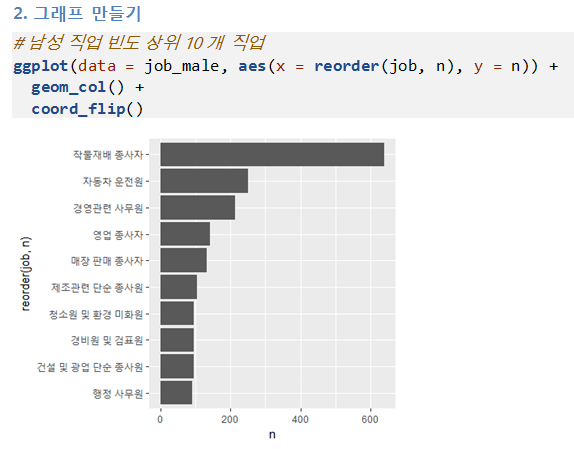 2. 그래프 만들기
# 남성 직업 빈도 상위 10개 직업
ggplot(data = job_male, aes(x = reorder(job, n), y = n)) +
  geom_col() +
  coord_flip()
작물재배 종사자
자동차 운전원
경영관련 사무원
영업 종사자
매장 판매 종사자
제조관련 단순 종사원
청소원 및 환경 미화원
경비원 및 검표원
건설 및 광업 단순 종사원
행정 사무원
reorder(job, n)
0 200 400 600
n